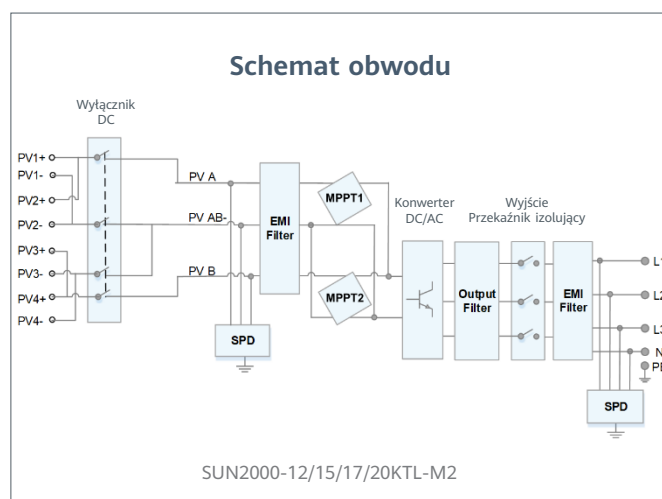 Schemat obwodu
Wyłącznik
DC
PV1+
PV1-
PV2+
PV2-
PV3+
PV3-
PV4+
PV4-
PV A
PV AB-
PV B
SPD
EMI
Filter
MPPT1
MPPT2
Konwerter
DC/AC
Output
Filter
Wyjście
Przekaźnik izolujący
EMI
Filter
L1
L2
L3
N
PE
SPD
SUN2000-12/15/17/20KTL-M2